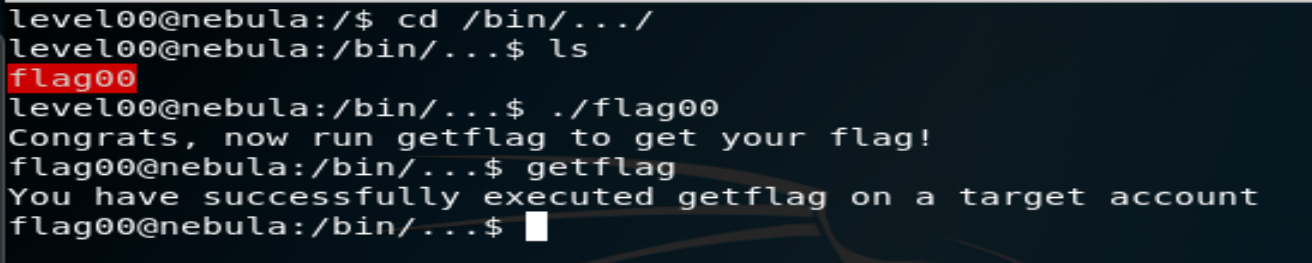 level00@nebula:/$ cd /bin/.../
level00@nebula:/bin/...$ ls
flag00
level00@nebula:/bin/...$ ./flag00
Congrats, now run getflag to get your flag!
flag00@nebula:/bin/...$ getflag
You have successfully executed getflag on a target account
flag00@nebula:/bin/...$